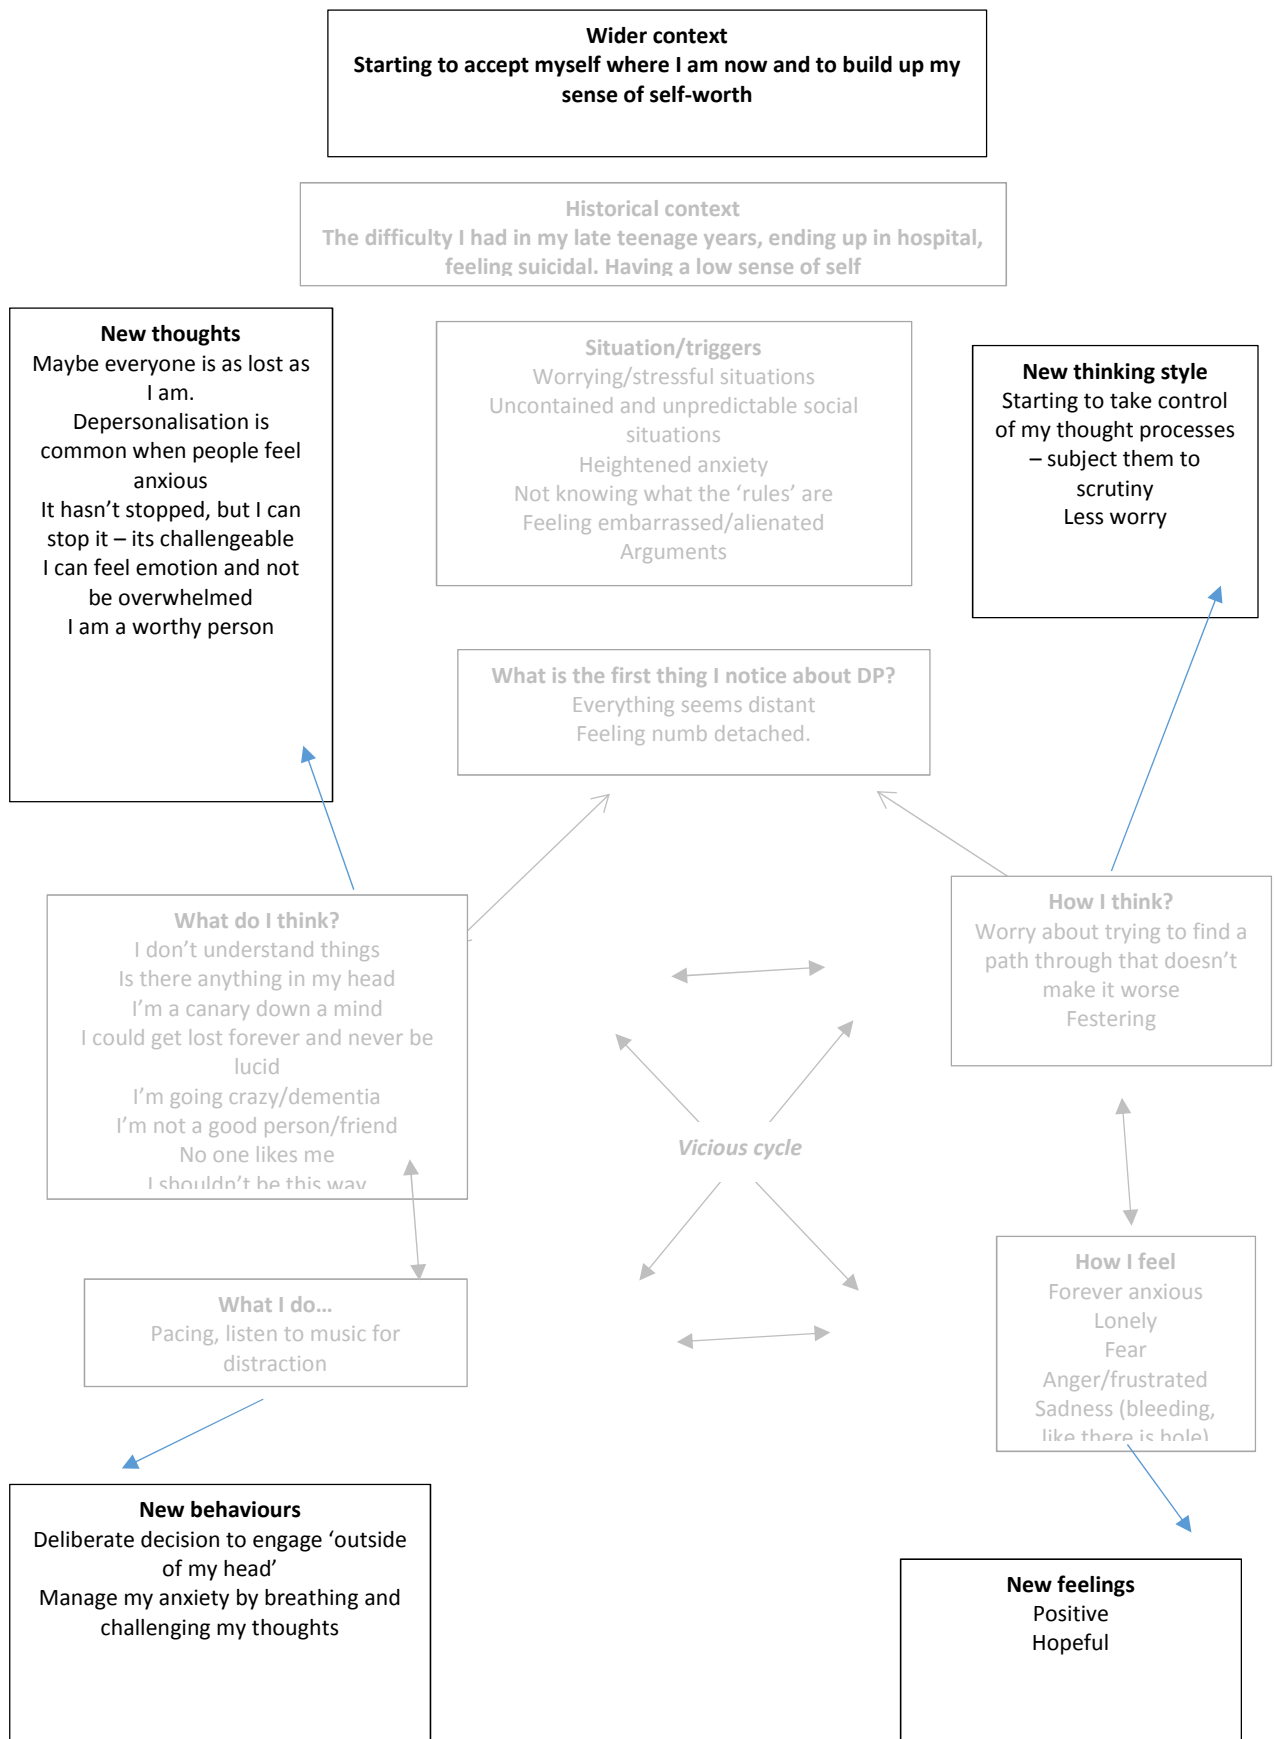 Wider context
Starting to accept myself where I am now and to build up my
sense of self-worth
Historical context
The difficulty I had in my late teenage years, ending up in hospital,
feeling suicidal. Having a low sense of self
New thoughts
Maybe everyone is as lost as
I am.
Depersonalisation is
common when people feel
anxious
It hasn’t stopped, but I can
stop it – its challengeable
I can feel emotion and not
be overwhelmed
I am a worthy person
Situation/triggers
Worrying/stressful situations
Uncontained and unpredictable social
situations
Heightened anxiety
Not knowing what the ‘rules’ are
Feeling embarrassed/alienated
Arguments
New thinking style
Starting to take control
of my thought processes
– subject them to
scrutiny
Less worry
What is the first thing I notice about DP?
Everything seems distant
Feeling numb detached.
What do I think?
I don’t understand things
Is there anything in my head
I’m a canary down a mind
I could get lost forever and never be
lucid
I’m going crazy/dementia
I’m not a good person/friend
No one likes me
I shouldn’t be this way
How I think?
Worry about trying to find a
path through that doesn’t
make it worse
Festering
Vicious cycle
What I do…
Pacing, listen to music for
distraction
How I feel
Forever anxious
Lonely
Fear
Anger/frustrated
Sadness (bleeding,
like there is hole)
New behaviours
Deliberate decision to engage ‘outside
of my head’
Manage my anxiety by breathing and
challenging my thoughts
New feelings
Positive
Hopeful